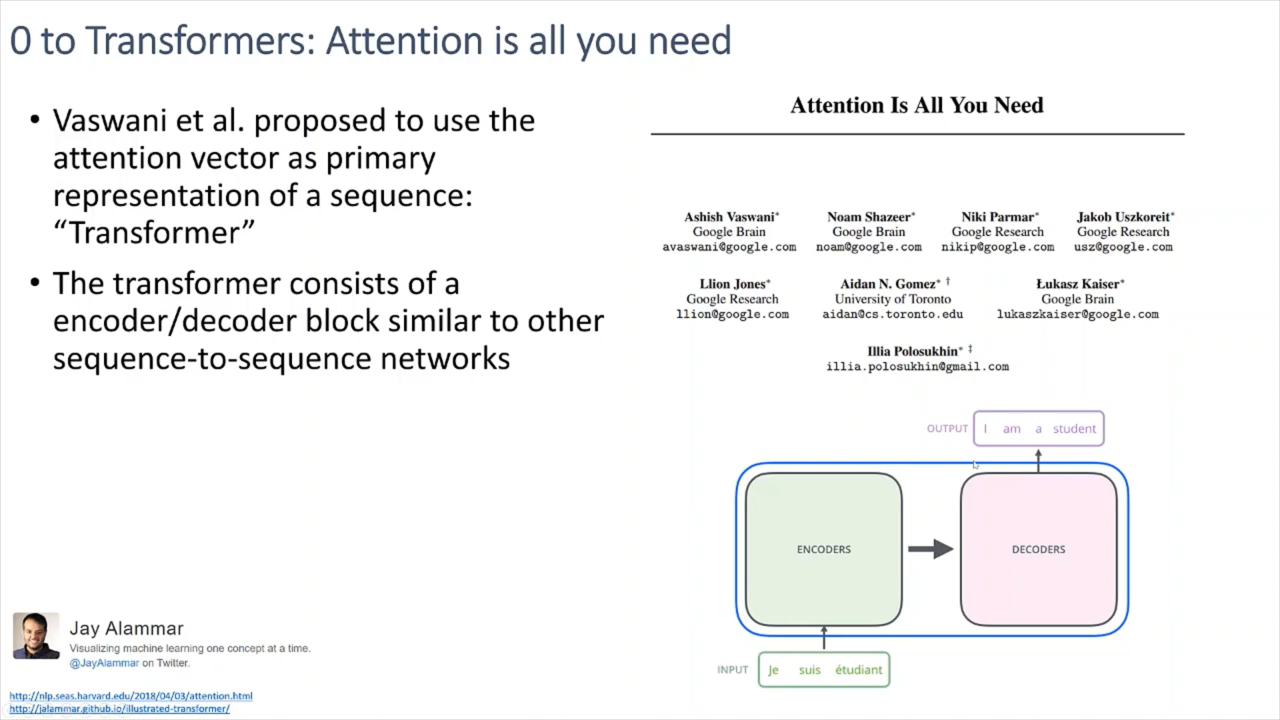 0 to Transformers: Attention is all you need
• Vaswani et al. proposed to use the
attention vector as primary
representation of a sequence:
“Transformer”
• The transformer consists of a
encoder/decoder block similar to other
sequence-to-sequence networks
Attention Is All You Need
Ashish Vaswani*
Google Brain
avaswani@google.com
Noam Shazeer*
Google Brain
noam@google.com
Niki Parmar*
Google Research
nikip@google.com
Jakob Uszkoreit*
Google Research
usz@google.com
Llion Jones*
Google Research
llion@google.com
Aidan N. Gomez* †
University of Toronto
aidan@cs.toronto.edu
Łukasz Kaiser*
Google Brain
lukaszkaiser@google.com
Illia Polosukhin* ‡
illia.polosukhin@gmail.com
OUTPUT I am a student
ENCODERS
DECODERS
INPUT Je suis étudiant
Jay Alammar
Visualizing machine learning one concept at a time.
@JayAlammar on Twitter.
http://nlp.seas.harvard.edu/2018/04/03/attention.html
http://jalammar.github.io/illustrated-transformer/